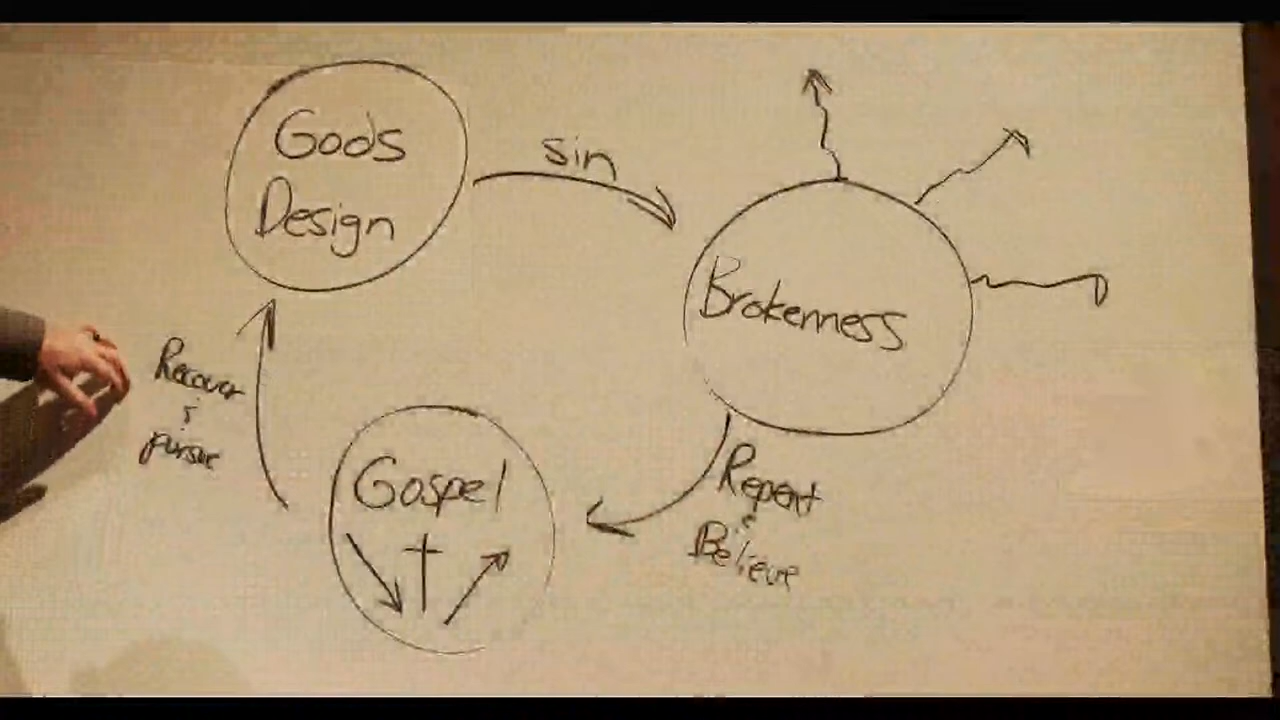 Gods
Design
sin
Brokenness
Repent
&
Believe
Gospel
Recover
&
pursue